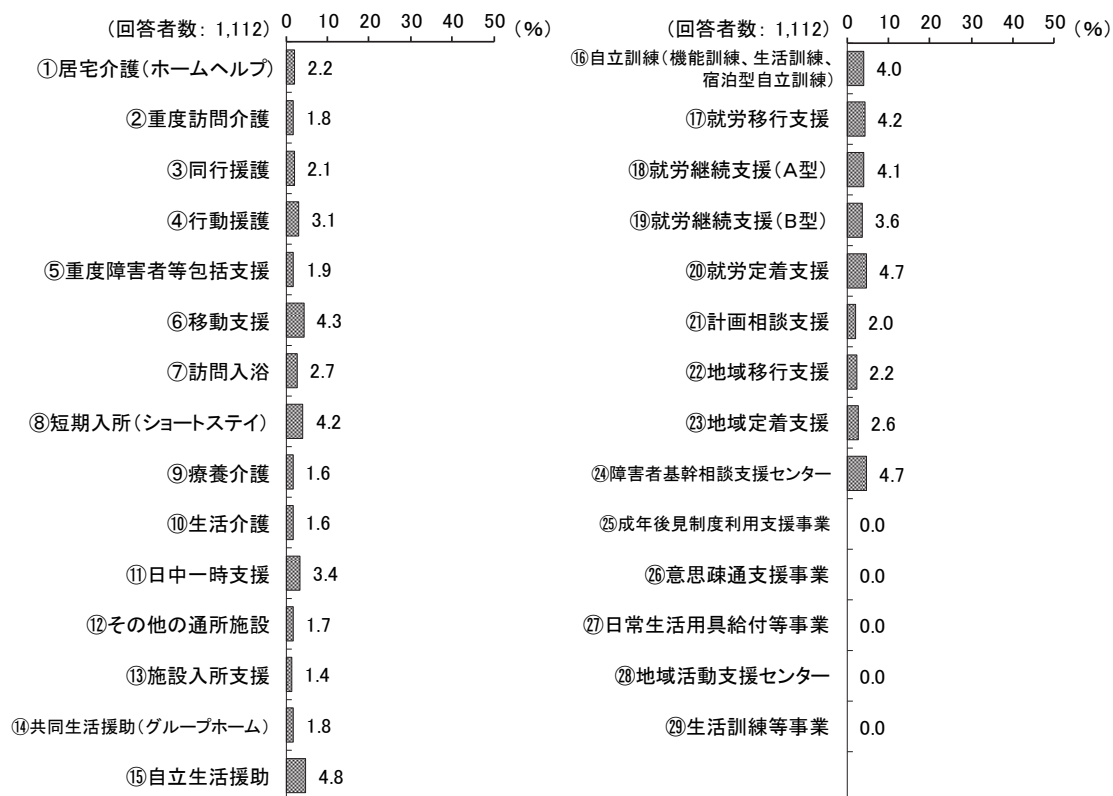 (回答者数: 1,112)
0 10 20 30 40 50 (%)
①居宅介護(ホームヘルプ) 2.2
②重度訪問介護 1.8
③同行援護 2.1
④行動援護 3.1
⑤重度障害者等包括支援 1.9
⑥移動支援 4.3
⑦訪問入浴 2.7
⑧短期入所(ショートステイ) 4.2
⑨療養介護 1.6
⑩生活介護 1.6
⑪日中一時支援 3.4
⑫その他の通所施設 1.7
⑬施設入所支援 1.4
⑭共同生活援助(グループホーム) 1.8
⑮自立生活援助 4.8
(回答者数: 1,112)
0 10 20 30 40 50 (%)
⑯自立訓練(機能訓練、生活訓練、
宿泊型自立訓練) 4.0
⑰就労移行支援 4.2
⑱就労継続支援(A型) 4.1
⑲就労継続支援(B型) 3.6
⑳就労定着支援 4.7
㉑計画相談支援 2.0
㉒地域移行支援 2.2
㉓地域定着支援 2.6
㉔障害者基幹相談支援センター 4.7
㉕成年後見制度利用支援事業 0.0
㉖意思疎通支援事業 0.0
㉗日常生活用具給付等事業 0.0
㉘地域活動支援センター 0.0
㉙生活訓練等事業 0.0